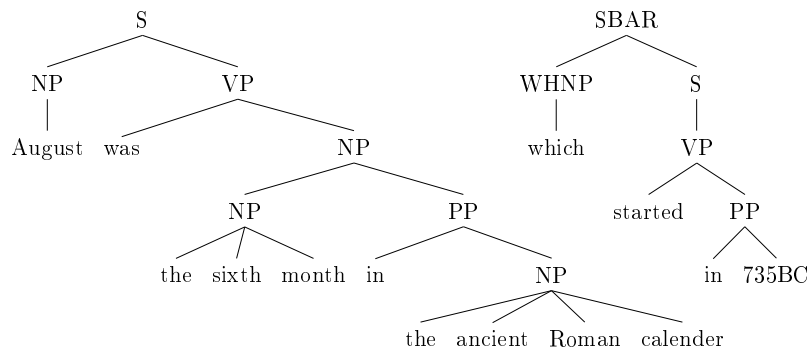 S SBAR
NP VP WHNP S
August was NP which VP
NP PP started PP
the sixth month in NP in 735BC
the ancient Roman calender